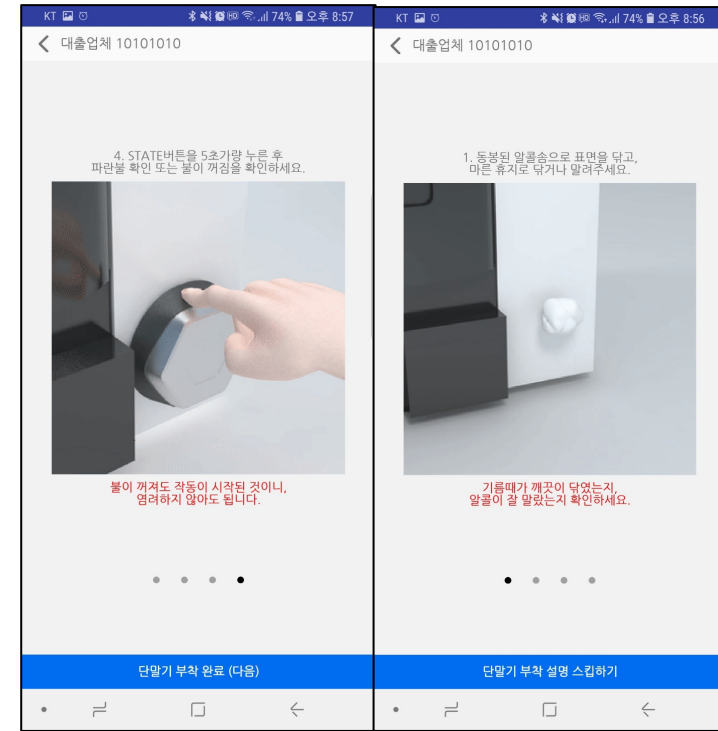 KT 74% 오후 8:57
대출업체 10101010
4. STATE버튼을 5초가량 누른 후
파란불 확인 또는 불이 꺼짐을 확인하세요.
불이 꺼져도 작동이 시작된 것이니,
염려하지 않아도 됩니다.
단말기 부착 완료 (다음)
KT 74% 오후 8:56
대출업체 10101010
1. 동봉된 알콜솜으로 표면을 닦고,
마른 휴지로 닦거나 말려주세요.
기름때가 깨끗이 닦였는지,
알콜이 잘 말랐는지 확인하세요.
단말기 부착 설명 스킵하기